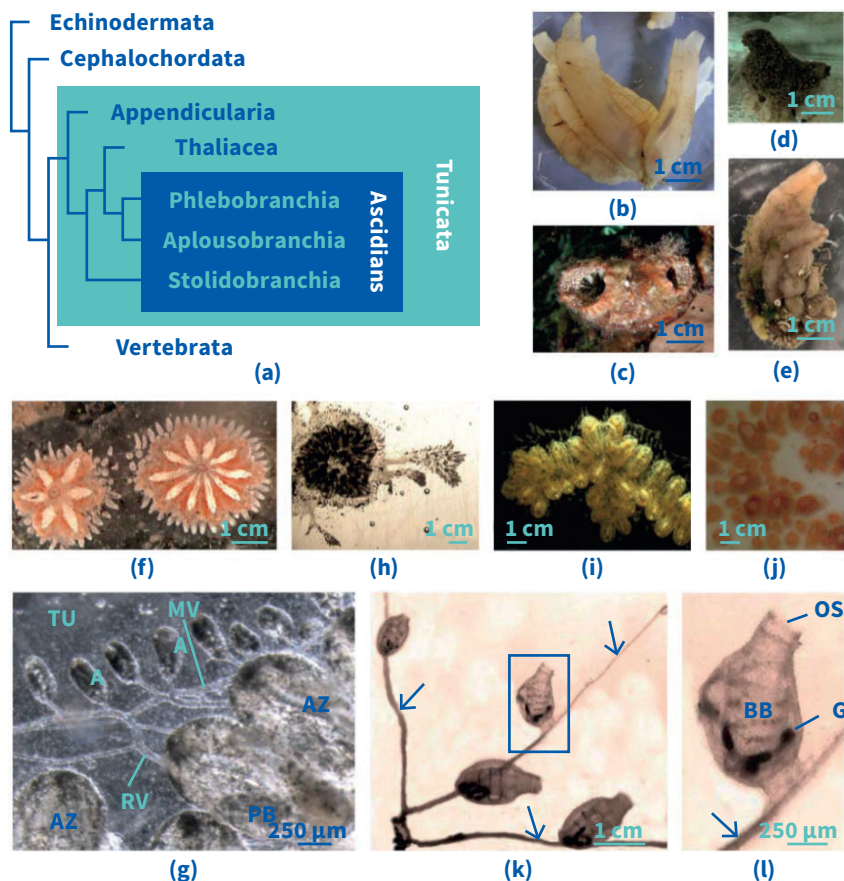 Echinodermata
Cephalochordata
Appendicularia
Thaliacea
Phlebobranchia
Aplousobranchia
Stolidobranchia
Ascidians
Tunicata
Vertebrata
(a)
1 cm
(b)
1 cm
(c)
1 cm
(d)
1 cm
(e)
1 cm
(f)
1 cm
(h)
1 cm
(i)
1 cm
(j)
TU
MV
A
A
AZ
RV
AZ
PB
250 μm
(g)
1 cm
(k)
OS
BB
G
250 μm
(l)